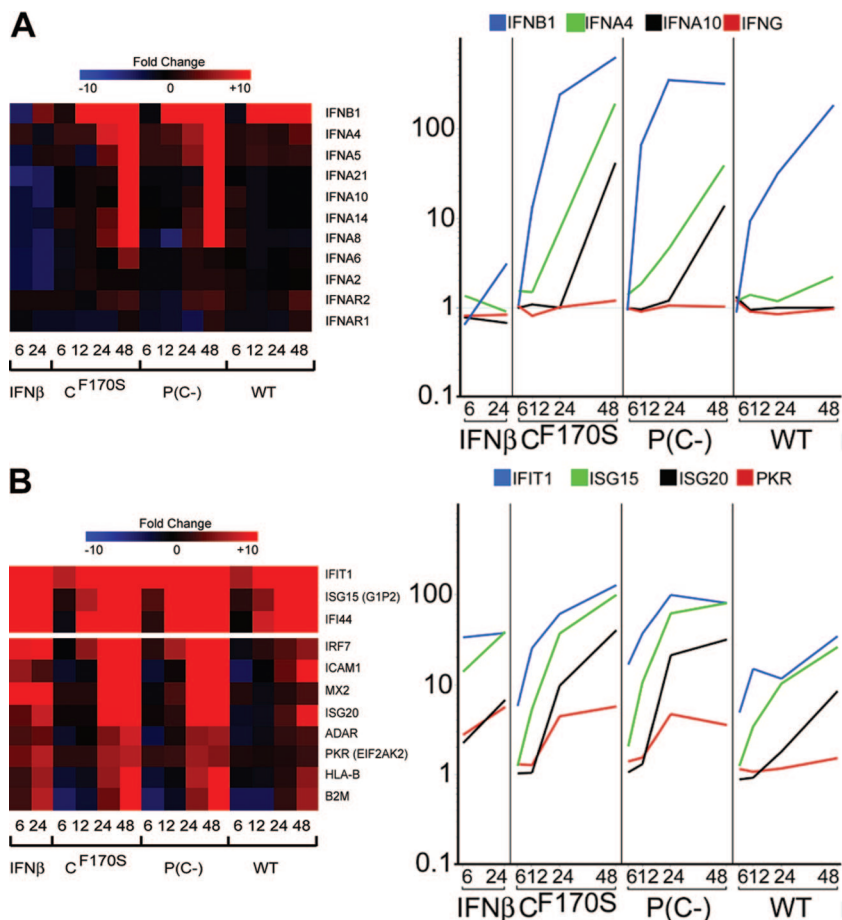 A
Fold Change
-10 0 +10
IFNB1
IFNA4
IFNA5
IFNA21
IFNA10
IFNA14
IFNA8
IFNA6
IFNA2
IFNAR2
IFNAR1
6 24 6 12 24 48 6 12 24 48 6 12 24 48
IFNβ C F170S P(C-) WT
IFNB1 IFNA4 IFNA10 IFNG
100
10
1
0.1
6 24 6 12 24 48 6 12 24 48 6 12 24 48
IFNβ C F170S P(C-) WT
B
Fold Change
-10 0 +10
IFIT1
ISG15 (G1P2)
IFI44
IRF7
ICAM1
MX2
ISG20
ADAR
PKR (EIF2AK2)
HLA-B
B2M
6 24 6 12 24 48 6 12 24 48 6 12 24 48
IFNβ C F170S P(C-) WT
IFIT1 ISG15 ISG20 PKR
100
10
1
0.1
6 24 6 12 24 48 6 12 24 48 6 12 24 48
IFNβ C F170S P(C-) WT